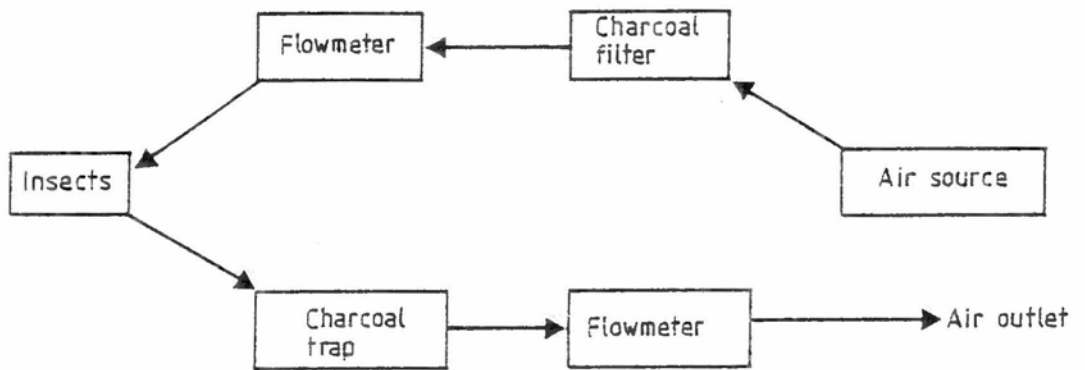 Flowmeter
Charcoal
filter
Insects
Air source
Charcoal
trap
Flowmeter
Air outlet